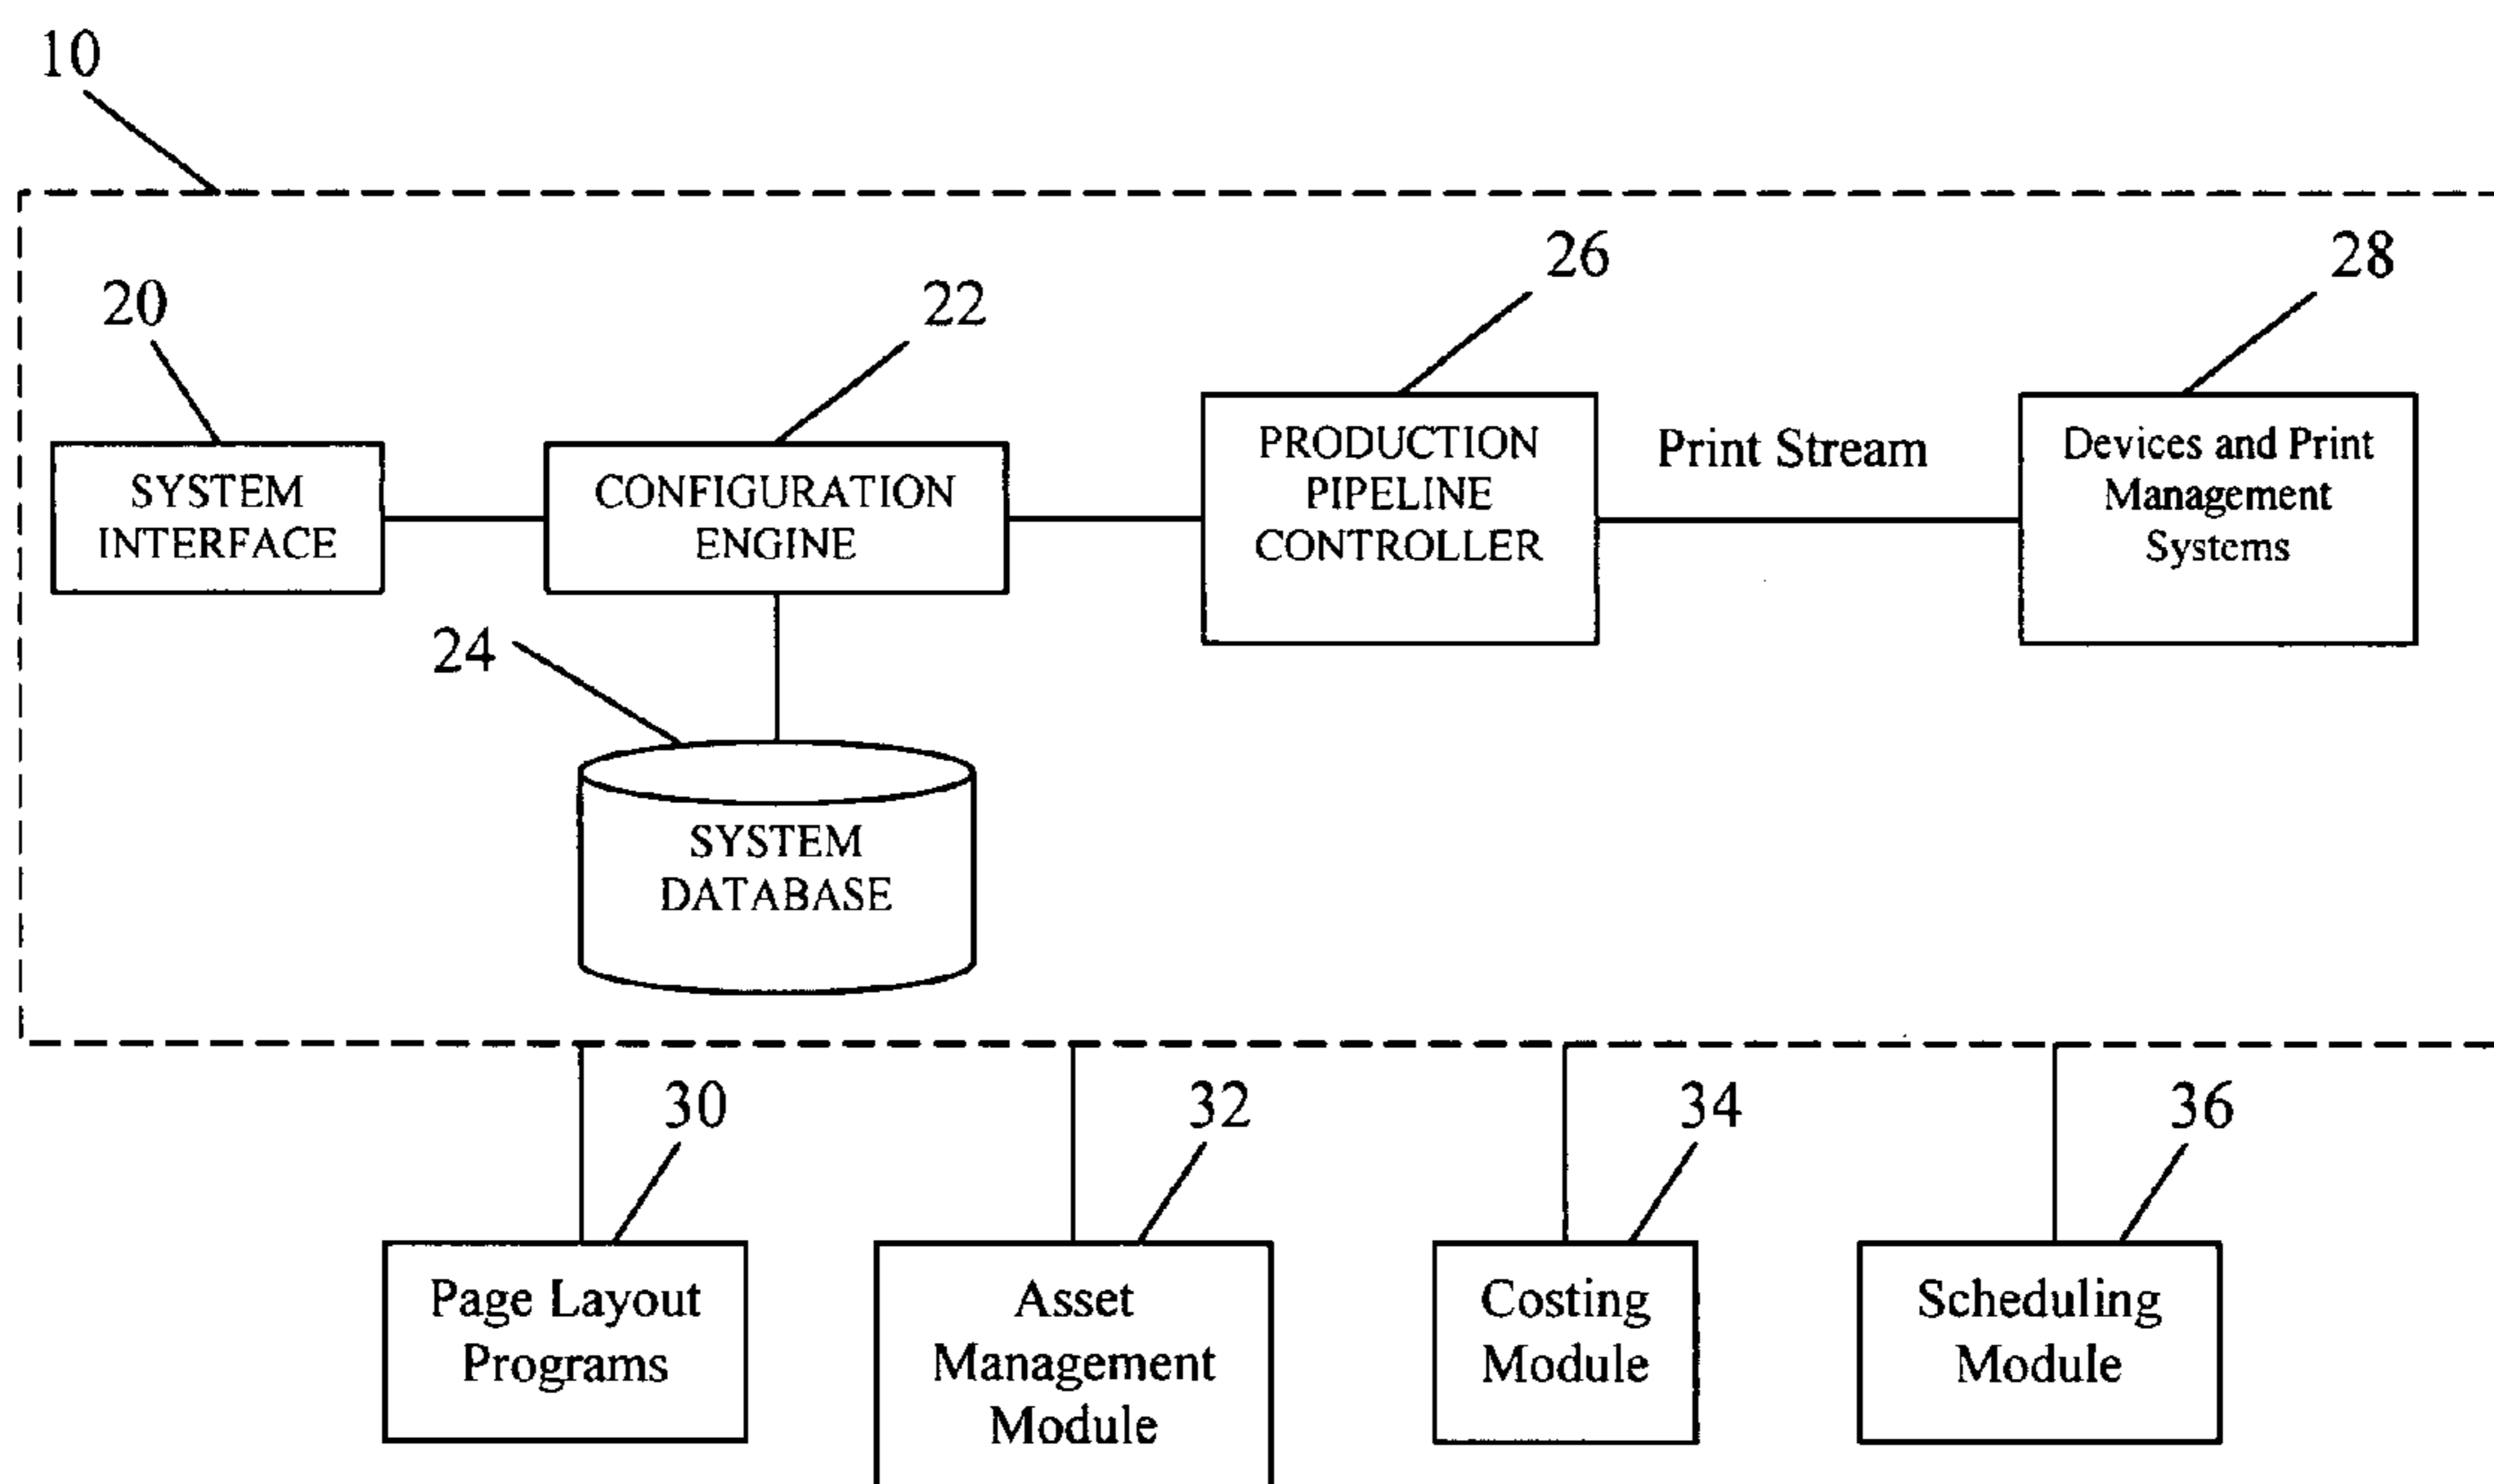 10
26
28
20
22
SYSTEM
INTERFACE
CONFIGURATION
ENGINE
PRODUCTION
PIPELINE
CONTROLLER
Print Stream
Devices and Print
Management
Systems
24
SYSTEM
DATABASE
30
32
34
36
Page Layout
Programs
Asset
Management
Module
Costing
Module
Scheduling
Module